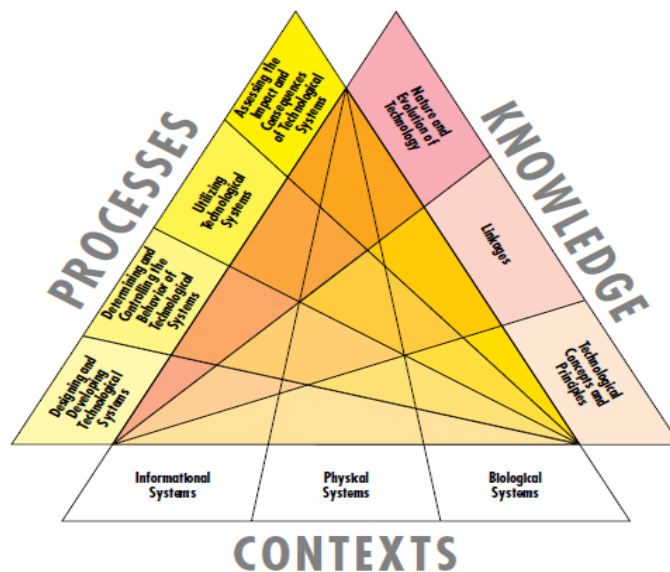 PROCESSES
Assessing the
Impact and
Consequences
of Technological
Systems
Utilizing
Technological
Systems
Determining and
Controlling the
Behavior of
Technological
Systems
Designing and
Developing
Technological
Systems
KNOWLEDGE
Nature and
Evolution of
Technology
Linkages
Technological
Concepts and
Principles
Informational
Systems
Physical
Systems
Biological
Systems
CONTEXTS